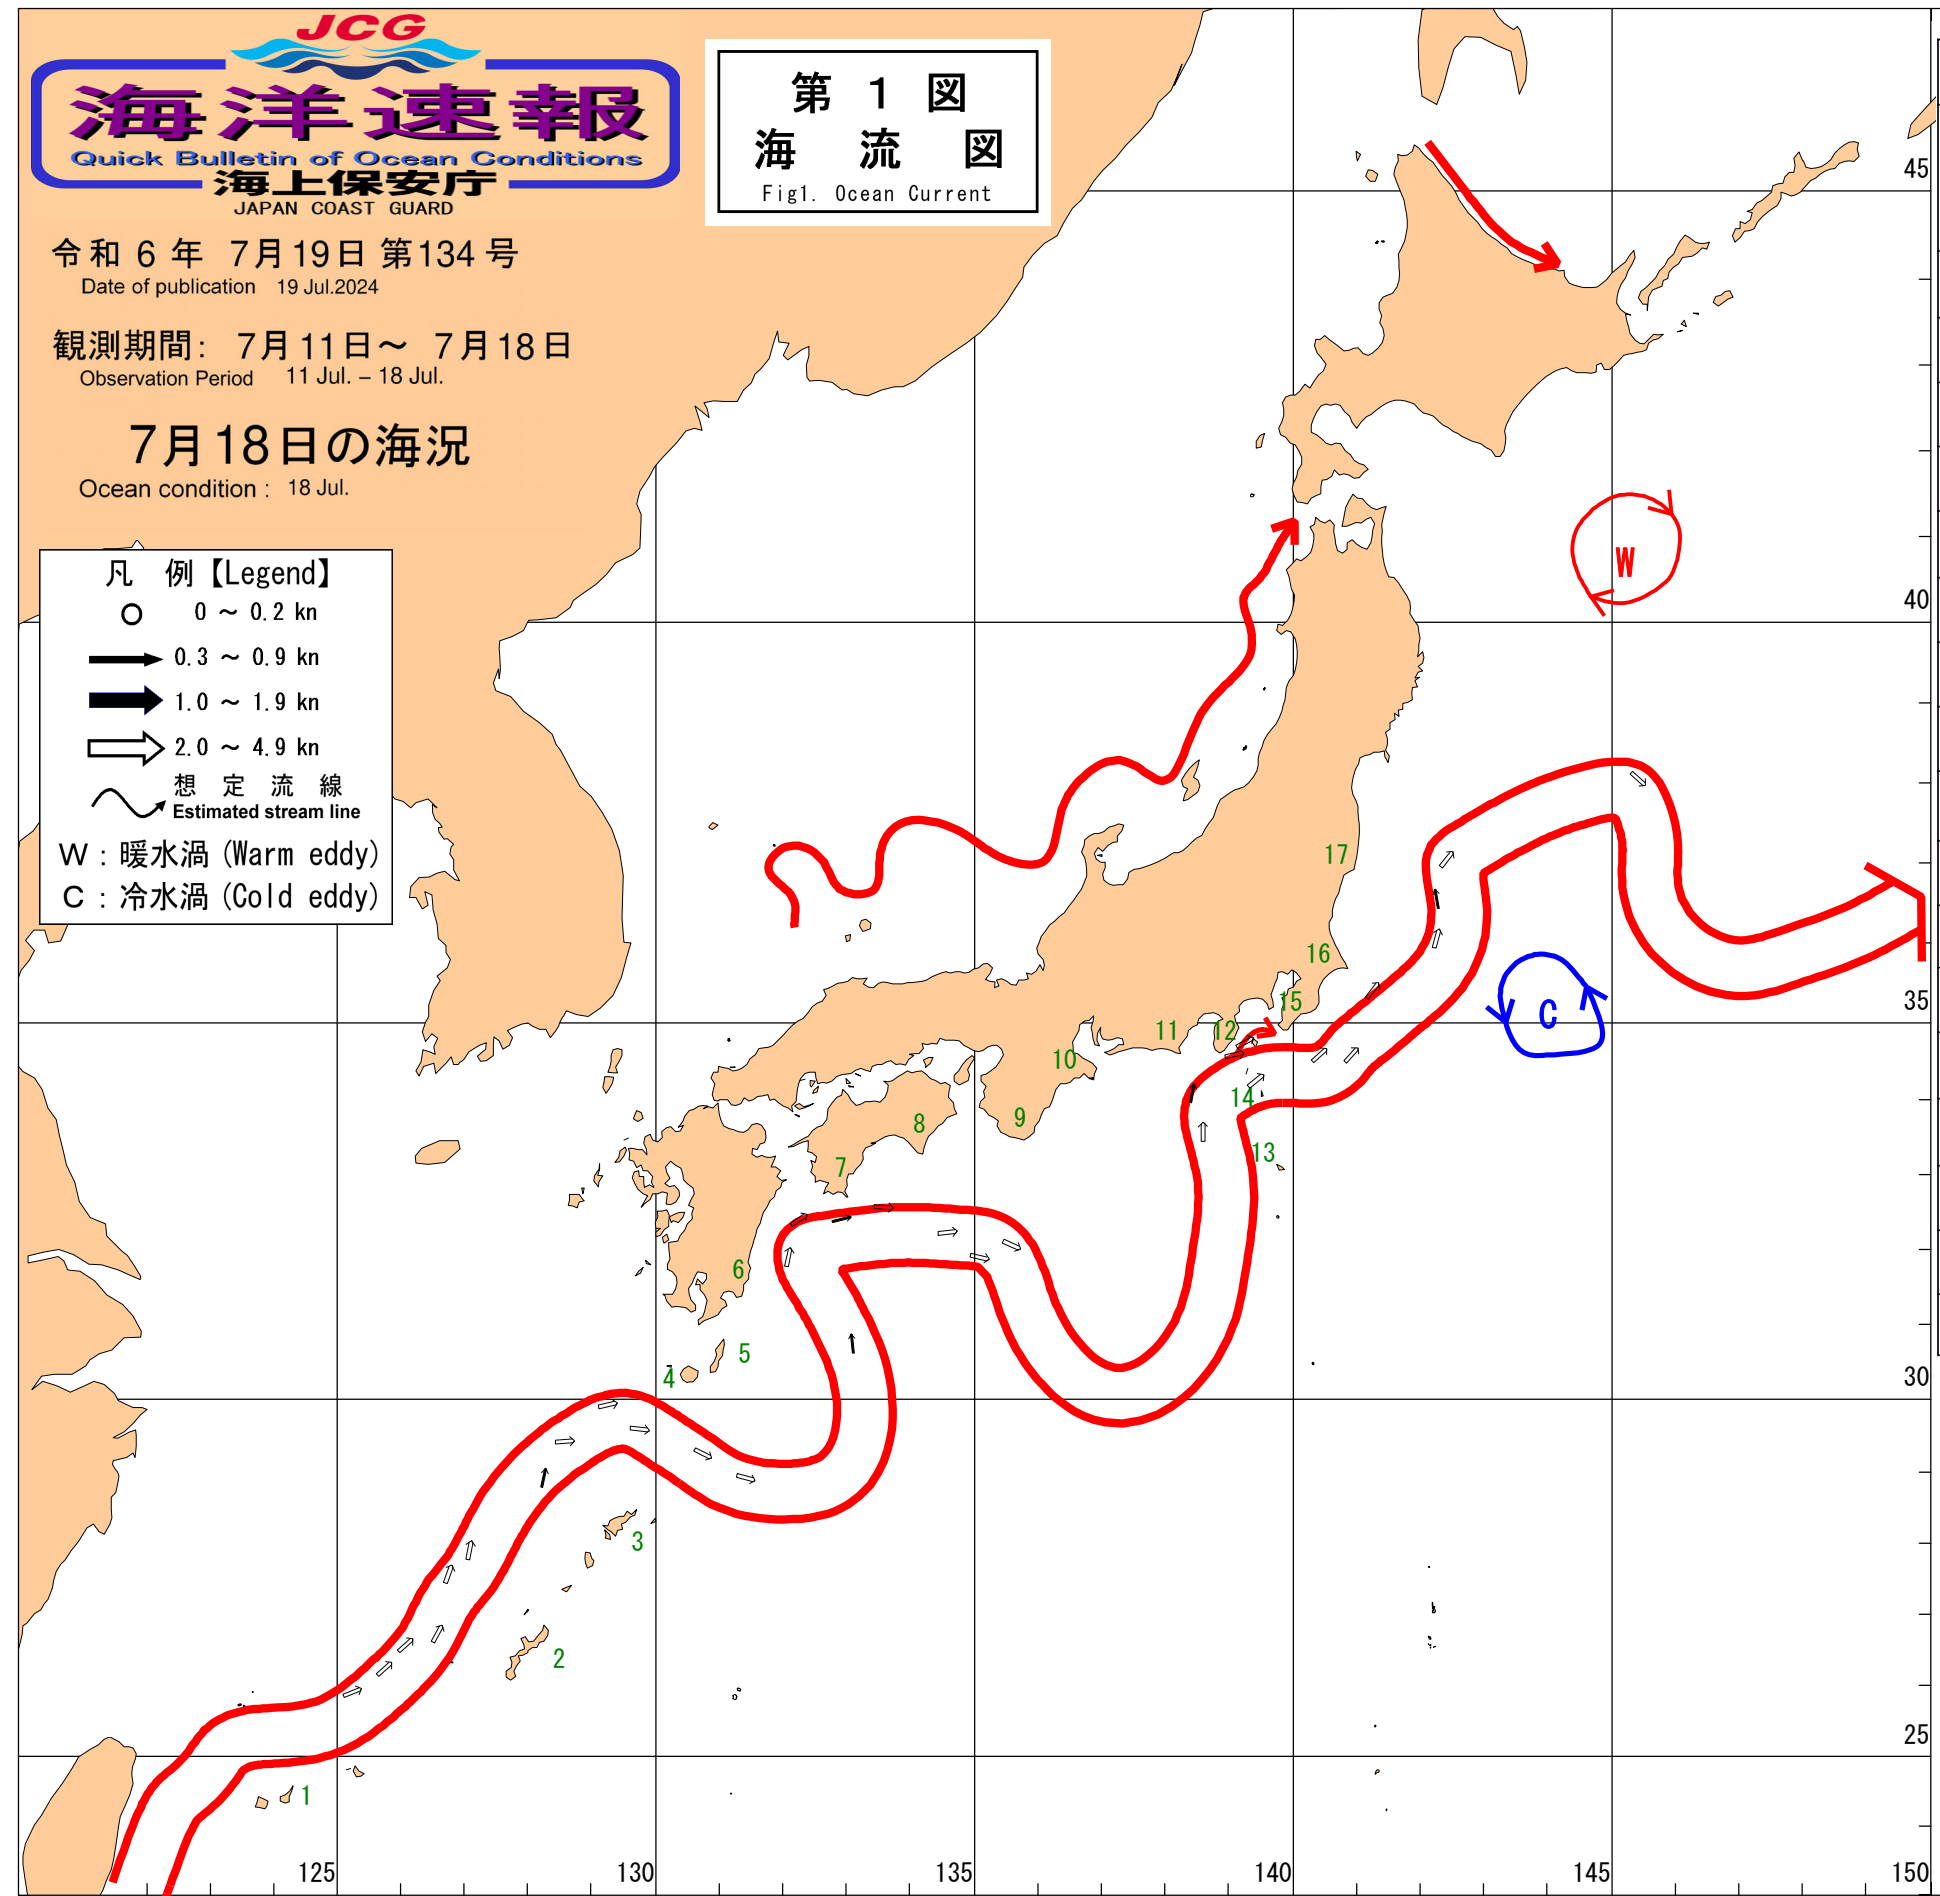 JCG
海洋速報
Quick Bulletin of Ocean Conditions
海上保安庁
JAPAN COAST GUARD
令和 6 年 7月19日 第134 号
Date of publication 19 Jul.2024
観測期間: 7月11日～ 7月18日
Observation Period 11 Jul. – 18 Jul.
7月18日の海況
Ocean condition : 18 Jul.
第 1 図
海 流 図
Fig1. Ocean Current
凡 例【Legend】
0 ～ 0.2 kn
0.3 ～ 0.9 kn
1.0 ～ 1.9 kn
2.0 ～ 4.9 kn
想 定 流 線
Estimated stream line
W : 暖水渦 (Warm eddy)
C : 冷水渦 (Cold eddy)
45
W
40
17
16
35
15
C
12
11
10
14
9
8
13
7
6
5
4
30
3
2
25
1
125
130
135
140
145
150